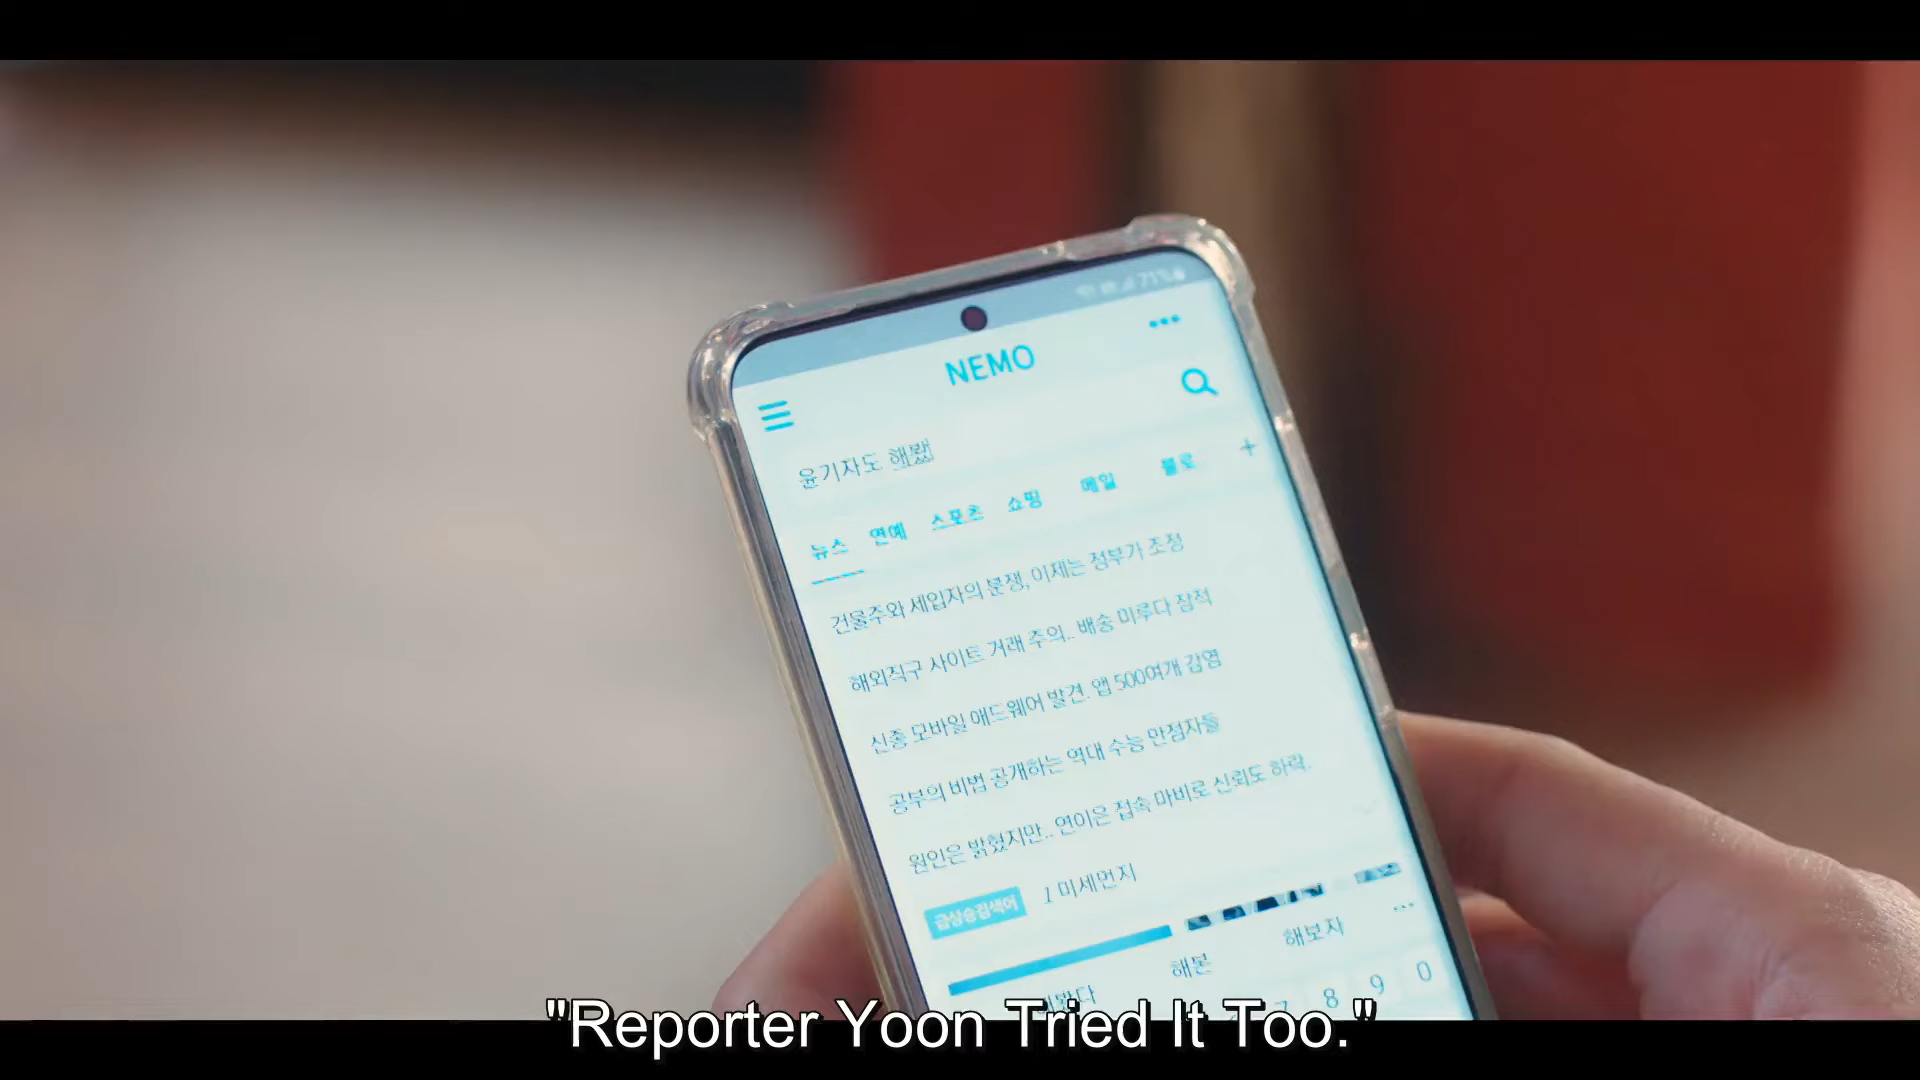 71%
NEMO
윤기자도 해봤
뉴스 연예 스포츠 쇼핑 메일 블로
건물주와 세입자의 분쟁, 이제는 정부가 조정
해외직구 사이트 거래 주의.. 배송 미루다 잠적
신종 모바일 애드웨어 발견. 앱 500여개 감염
공부의 비법 공개하는 역대 수능 만점자들
원인은 밝혔지만.. 연이은 접속 마비로 신뢰도 하락.
급상승검색어 1 미세먼지
해본 해보자
7 8 9 0
"Reporter Yoon Tried It Too."